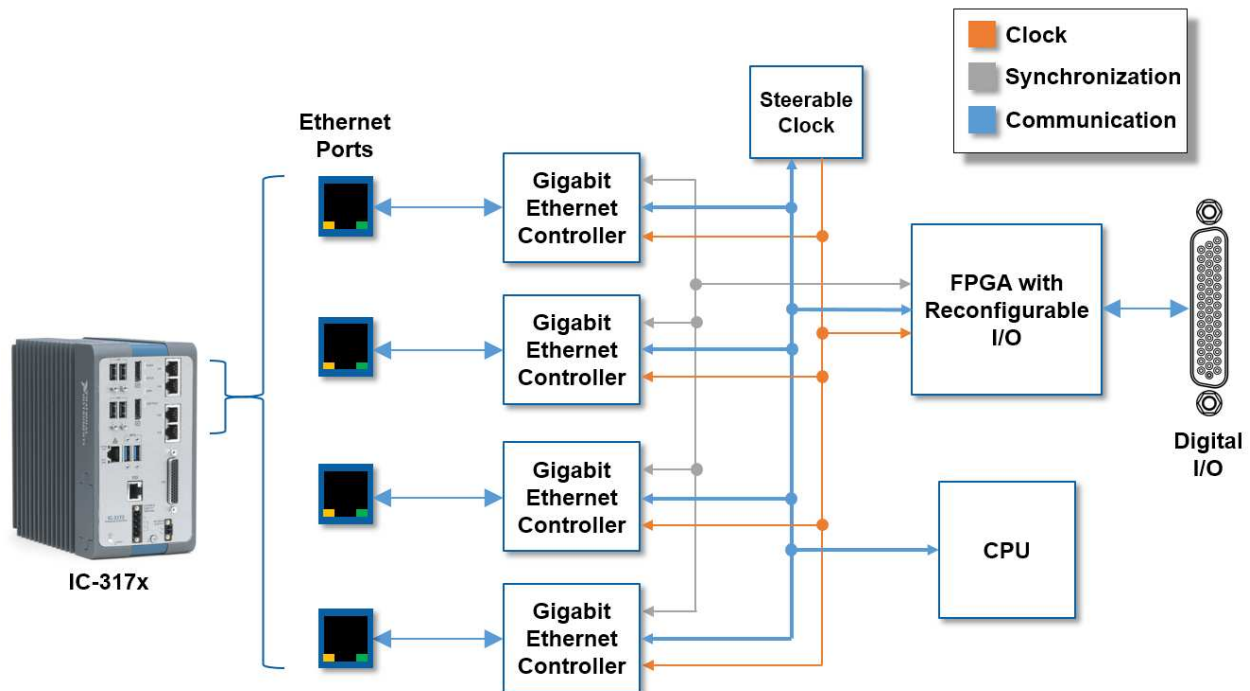 Clock
Synchronization
Communication
Steerable
Clock
Ethernet
Ports
Gigabit
Ethernet
Controller
Gigabit
Ethernet
Controller
Gigabit
Ethernet
Controller
Gigabit
Ethernet
Controller
FPGA with
Reconfigurable
I/O
Digital
I/O
CPU
IC-317x